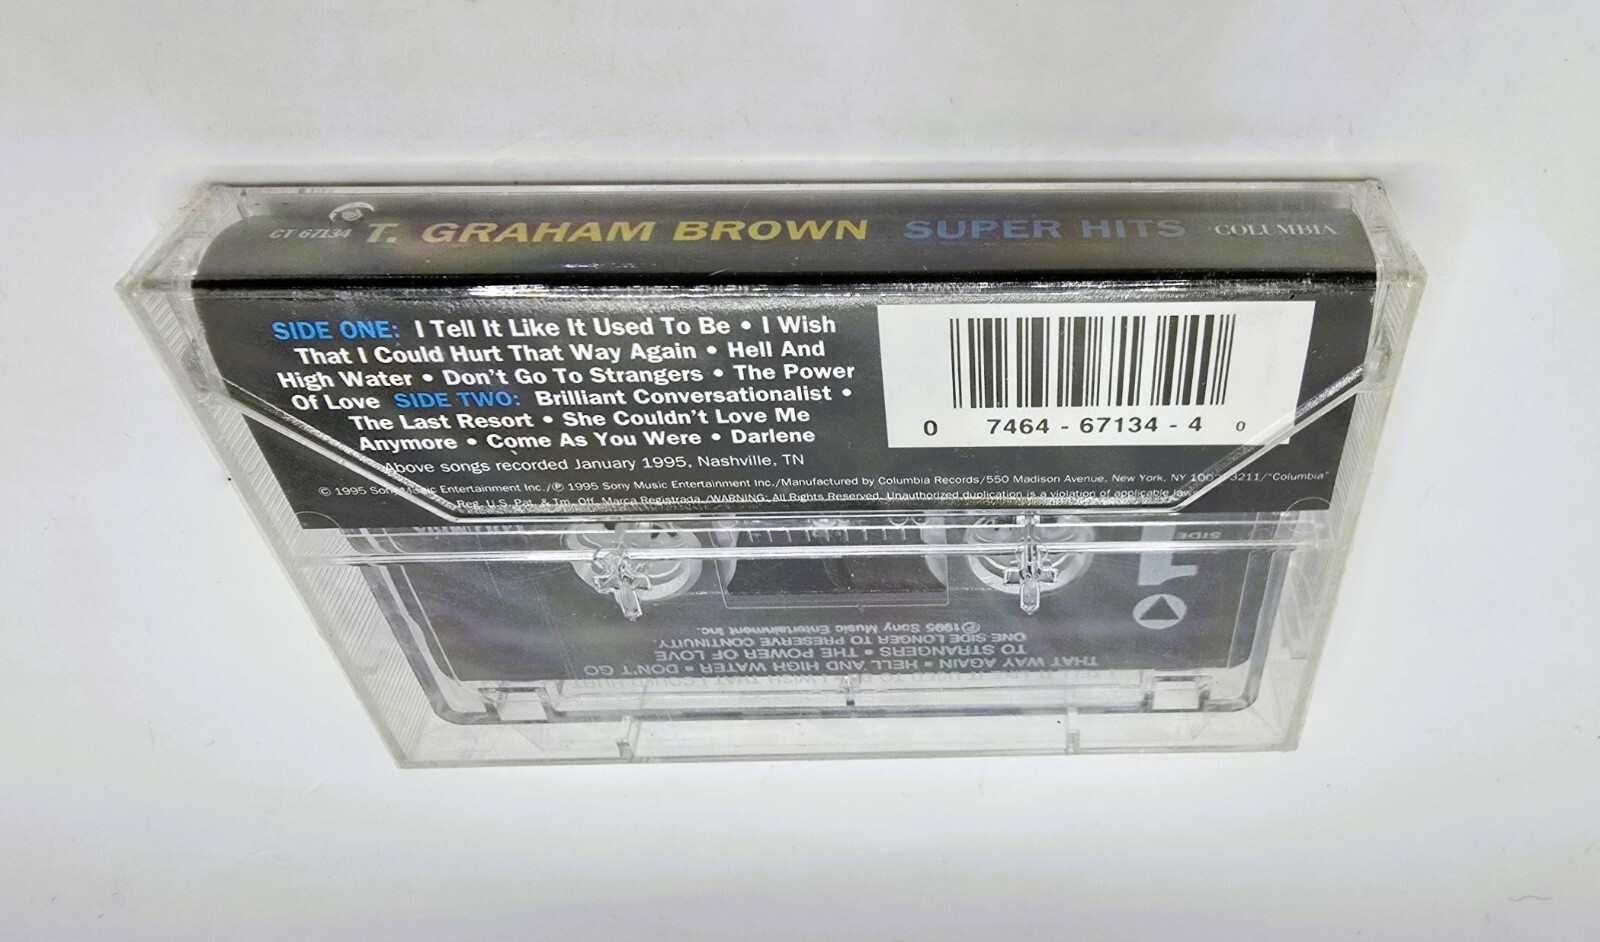 CT 67134 T. GRAHAM BROWN SUPER HITS COLUMBIA
SIDE ONE: I Tell It Like It Used To Be • I Wish
That I Could Hurt That Way Again • Hell And
High Water • Don't Go To Strangers • The Power
Of Love SIDE TWO: Brilliant Conversationalist •
The Last Resort • She Couldn't Love Me
Anymore • Come As You Were • Darlene
Above songs recorded January 1995, Nashville, TN
0 7464 - 67134 - 4 0
© 1995 Sony Music Entertainment Inc./℗ 1995 Sony Music Entertainment Inc./Manufactured by Columbia Records/550 Madison Avenue, New York, NY 3211/"Columbia"
Reg. U.S. Pat. & Tm. Off. Marca Registrada./WARNING: All Rights Reserved. Unauthorized duplication is a violation of applicable laws
SIDE 1
THAT WAY AGAIN ▪ HELL AND HIGH WATER ▪ DON'T GO
TO STRANGERS ▪ THE POWER OF LOVE
ONE SIDE LONGER TO PRESERVE CONTINUITY.
℗1995 Sony Music Entertainment Inc.